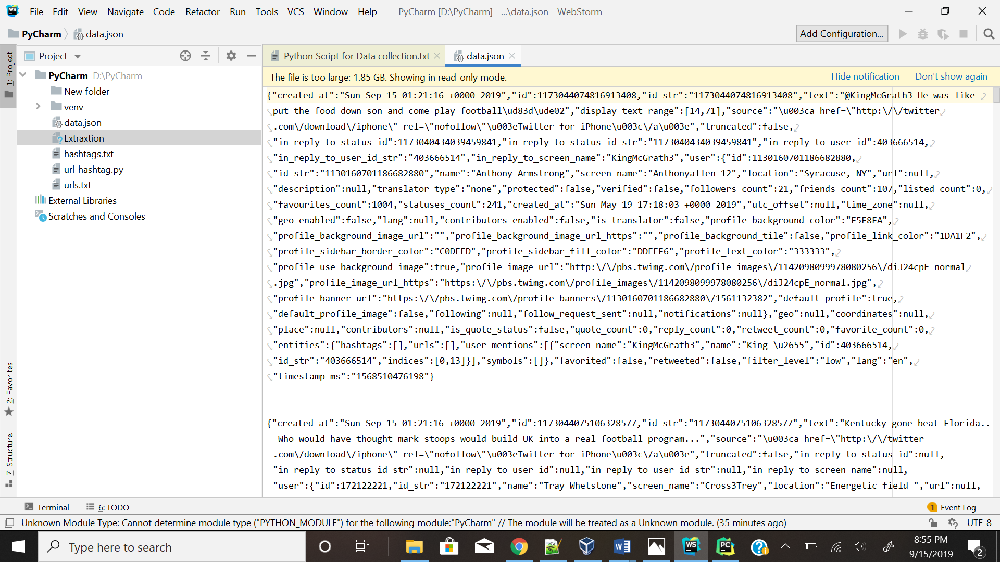 WS File Edit View Navigate Code Refactor Run Tools VCS Window Help PyCharm [D:\PyCharm] - ...\data.json - WebStorm
PyCharm data.json Add Configuration...
1: Project
Project
Python Script for Data collection.txt data.json
PyCharm D:\PyCharm
New folder
venv
data.json
Extraxtion
hashtags.txt
url_hashtag.py
urls.txt
External Libraries
Scratches and Consoles
The file is too large: 1.85 GB. Showing in read-only mode. Hide notification Don't show again
{"created_at":"Sun Sep 15 01:21:16 +0000 2019","id":1173044074816913408,"id_str":"1173044074816913408","text":"@KingMcGrath3 He was like
put the food down son and come play football\ud83d\ude02","display_text_range":[14,71],"source":"\u003ca href=\"http:\/\/twitter
.com\/download\/iphone\" rel=\"nofollow\"\u003eTwitter for iPhone\u003c\/a\u003e","truncated":false,
"in_reply_to_status_id":1173040434039459841,"in_reply_to_status_id_str":"1173040434039459841","in_reply_to_user_id":403666514,
"in_reply_to_user_id_str":"403666514","in_reply_to_screen_name":"KingMcGrath3","user":{"id":1130160701186682880,
"id_str":"1130160701186682880","name":"Anthony Armstrong","screen_name":"Anthonyallen_12","location":"Syracuse, NY","url":null,
"description":null,"translator_type":"none","protected":false,"verified":false,"followers_count":21,"friends_count":107,"listed_count":0,
"favourites_count":1004,"statuses_count":241,"created_at":"Sun May 19 17:18:03 +0000 2019","utc_offset":null,"time_zone":null,
"geo_enabled":false,"lang":null,"contributors_enabled":false,"is_translator":false,"profile_background_color":"F5F8FA",
"profile_background_image_url":"","profile_background_image_url_https":"","profile_background_tile":false,"profile_link_color":"1DA1F2",
"profile_sidebar_border_color":"C0DEED","profile_sidebar_fill_color":"DDEEF6","profile_text_color":"333333",
"profile_use_background_image":true,"profile_image_url":"http:\/\/pbs.twimg.com\/profile_images\/1142098099978080256\/diJ24cpE_normal
.jpg","profile_image_url_https":"https:\/\/pbs.twimg.com\/profile_images\/1142098099978080256\/diJ24cpE_normal.jpg",
"profile_banner_url":"https:\/\/pbs.twimg.com\/profile_banners\/1130160701186682880\/1561132382","default_profile":true,
"default_profile_image":false,"following":null,"follow_request_sent":null,"notifications":null},"geo":null,"coordinates":null,
"place":null,"contributors":null,"is_quote_status":false,"quote_count":0,"reply_count":0,"retweet_count":0,"favorite_count":0,
"entities":{"hashtags":[],"urls":[],"user_mentions":[{"screen_name":"KingMcGrath3","name":"King \u2655","id":403666514,
"id_str":"403666514","indices":[0,13]}],"symbols":[]},"favorited":false,"retweeted":false,"filter_level":"low","lang":"en",
"timestamp_ms":"1568510476198"}
{"created_at":"Sun Sep 15 01:21:16 +0000 2019","id":1173044075106328577,"id_str":"1173044075106328577","text":"Kentucky gone beat Florida..
Who would have thought mark stoops would build UK into a real football program...","source":"\u003ca href=\"http:\/\/twitter
.com\/download\/iphone\" rel=\"nofollow\"\u003eTwitter for iPhone\u003c\/a\u003e","truncated":false,"in_reply_to_status_id":null,
"in_reply_to_status_id_str":null,"in_reply_to_user_id":null,"in_reply_to_user_id_str":null,"in_reply_to_screen_name":null,
"user":{"id":172122221,"id_str":"172122221","name":"Tray Whetstone","screen_name":"Cross3Trey","location":"Energetic field ","url":null,
2: Favorites
7: Structure
Terminal 6: TODO 1 Event Log
Unknown Module Type: Cannot determine module type ("PYTHON_MODULE") for the following module:"PyCharm" // The module will be treated as a Unknown module. (35 minutes ago) UTF-8
Type here to search
W WS PC
8:55 PM
9/15/2019
2